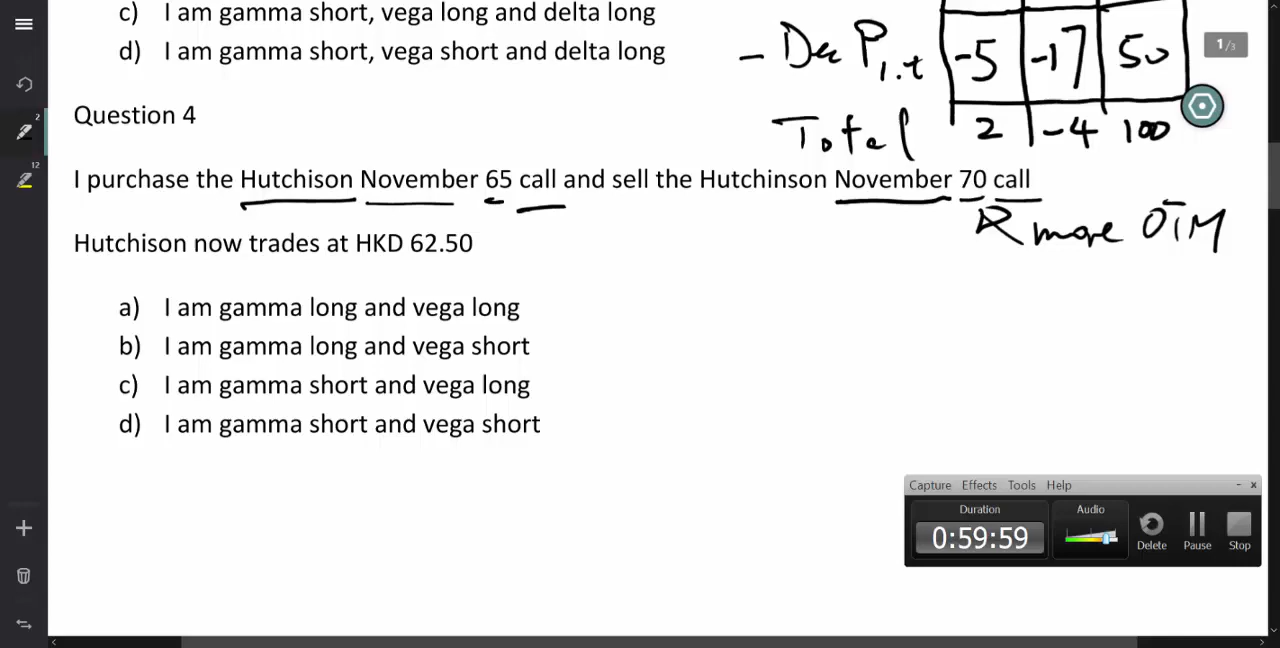 c) I am gamma short, vega long and delta long
d) I am gamma short, vega short and delta long
- Dec P 1.t -5 -17 50
1/3
Total 2 -4 100
Question 4
I purchase the Hutchison November 65 call and sell the Hutchinson November 70 call
more OTM
Hutchison now trades at HKD 62.50
a) I am gamma long and vega long
b) I am gamma long and vega short
c) I am gamma short and vega long
d) I am gamma short and vega short
2
12
Capture Effects Tools Help - x
Duration Audio
0:59:59
Delete Pause Stop